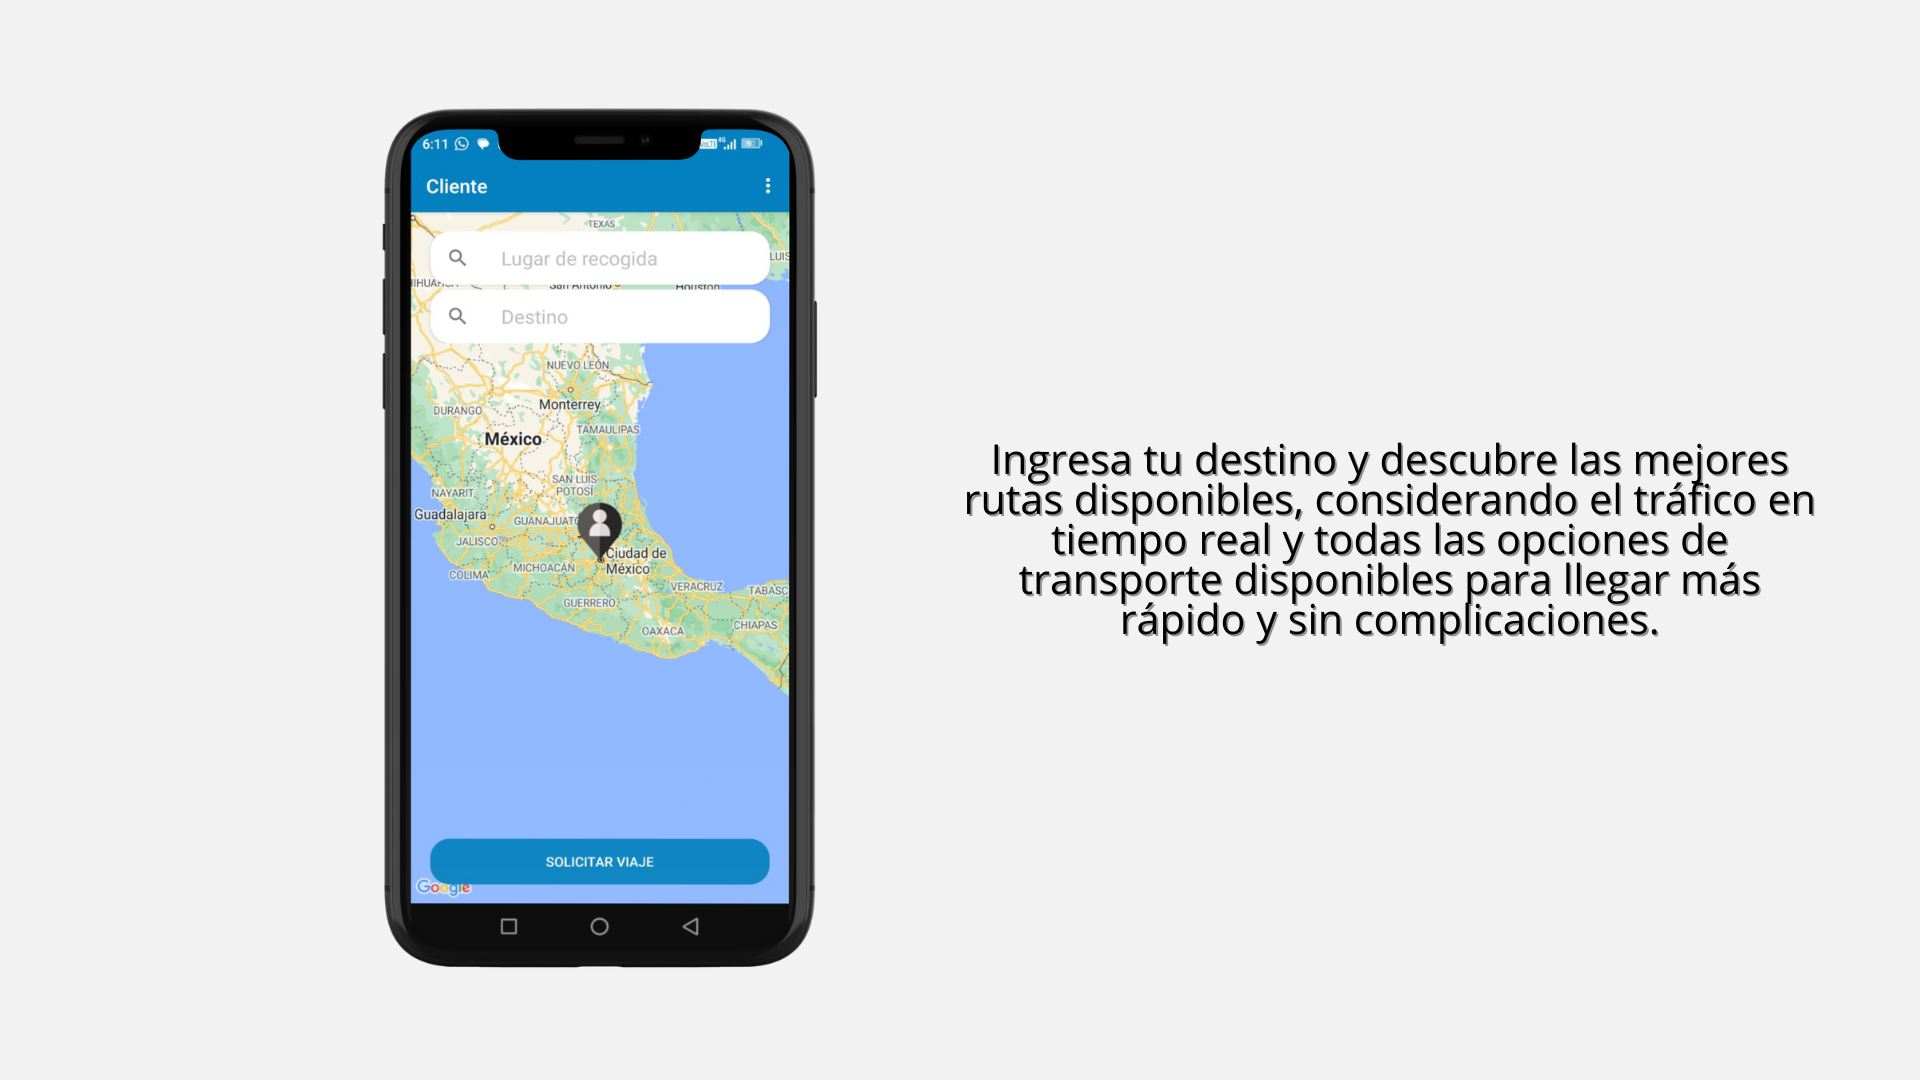 6:11
VoLTE 4G
Cliente
TEXAS
Lugar de recogida
LUIS
San Antonio
Houston
Destino
NUEVO LEÓN
DURANGO
Monterrey
México
TAMAULIPAS
SAN LUIS
POTOSÍ
NAYARIT
Guadalajara
GUANAJUATO
JALISCO
Ciudad de
México
COLIMA
MICHOACÁN
VERACRUZ
TABASC
GUERRERO
CHIAPAS
OAXACA
SOLICITAR VIAJE
Google
Ingresa tu destino y descubre las mejores
rutas disponibles, considerando el tráfico en
tiempo real y todas las opciones de
transporte disponibles para llegar más
rápido y sin complicaciones.